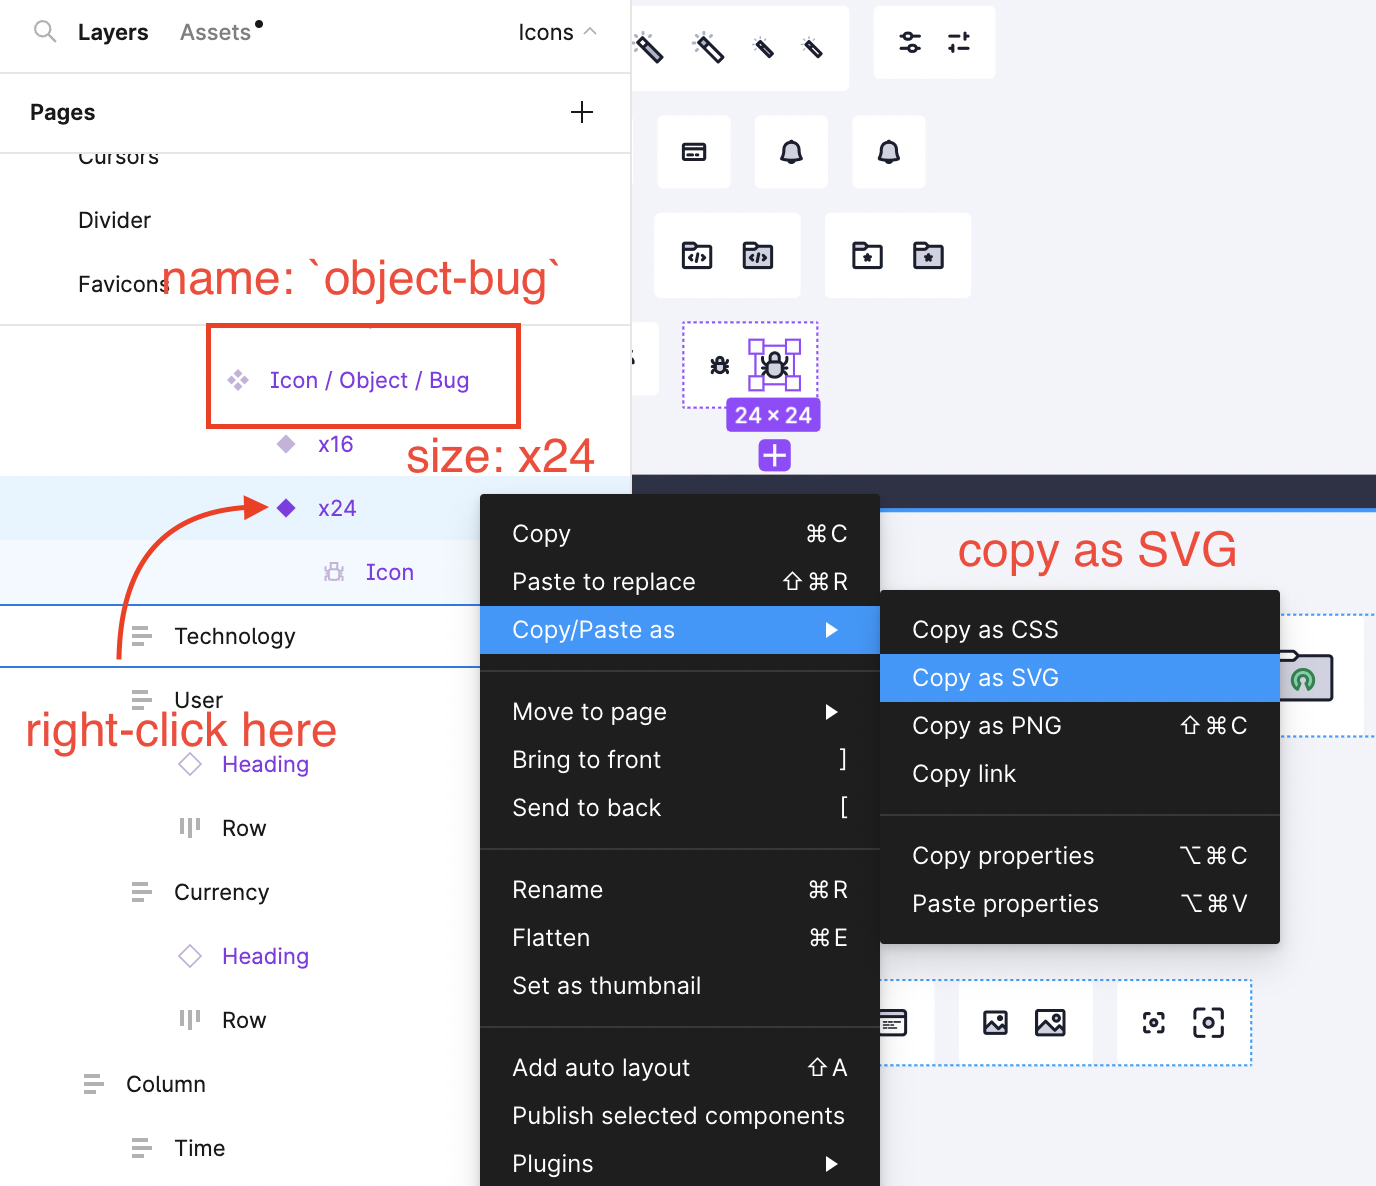 Layers Assets Icons
Pages
Cursors
Divider
Favicons
name: `object-bug`
Icon / Object / Bug
x16
size: x24
x24
Icon
Technology
User
right-click here
Heading
Row
Currency
Heading
Row
Column
Time
24 × 24
Copy ⌘C
Paste to replace ⇧⌘R
Copy/Paste as
Move to page
Bring to front ]
Send to back [
Rename ⌘R
Flatten ⌘E
Set as thumbnail
Add auto layout ⇧A
Publish selected components
Plugins
copy as SVG
Copy as CSS
Copy as SVG
Copy as PNG ⇧⌘C
Copy link
Copy properties ⌥⌘C
Paste properties ⌥⌘V